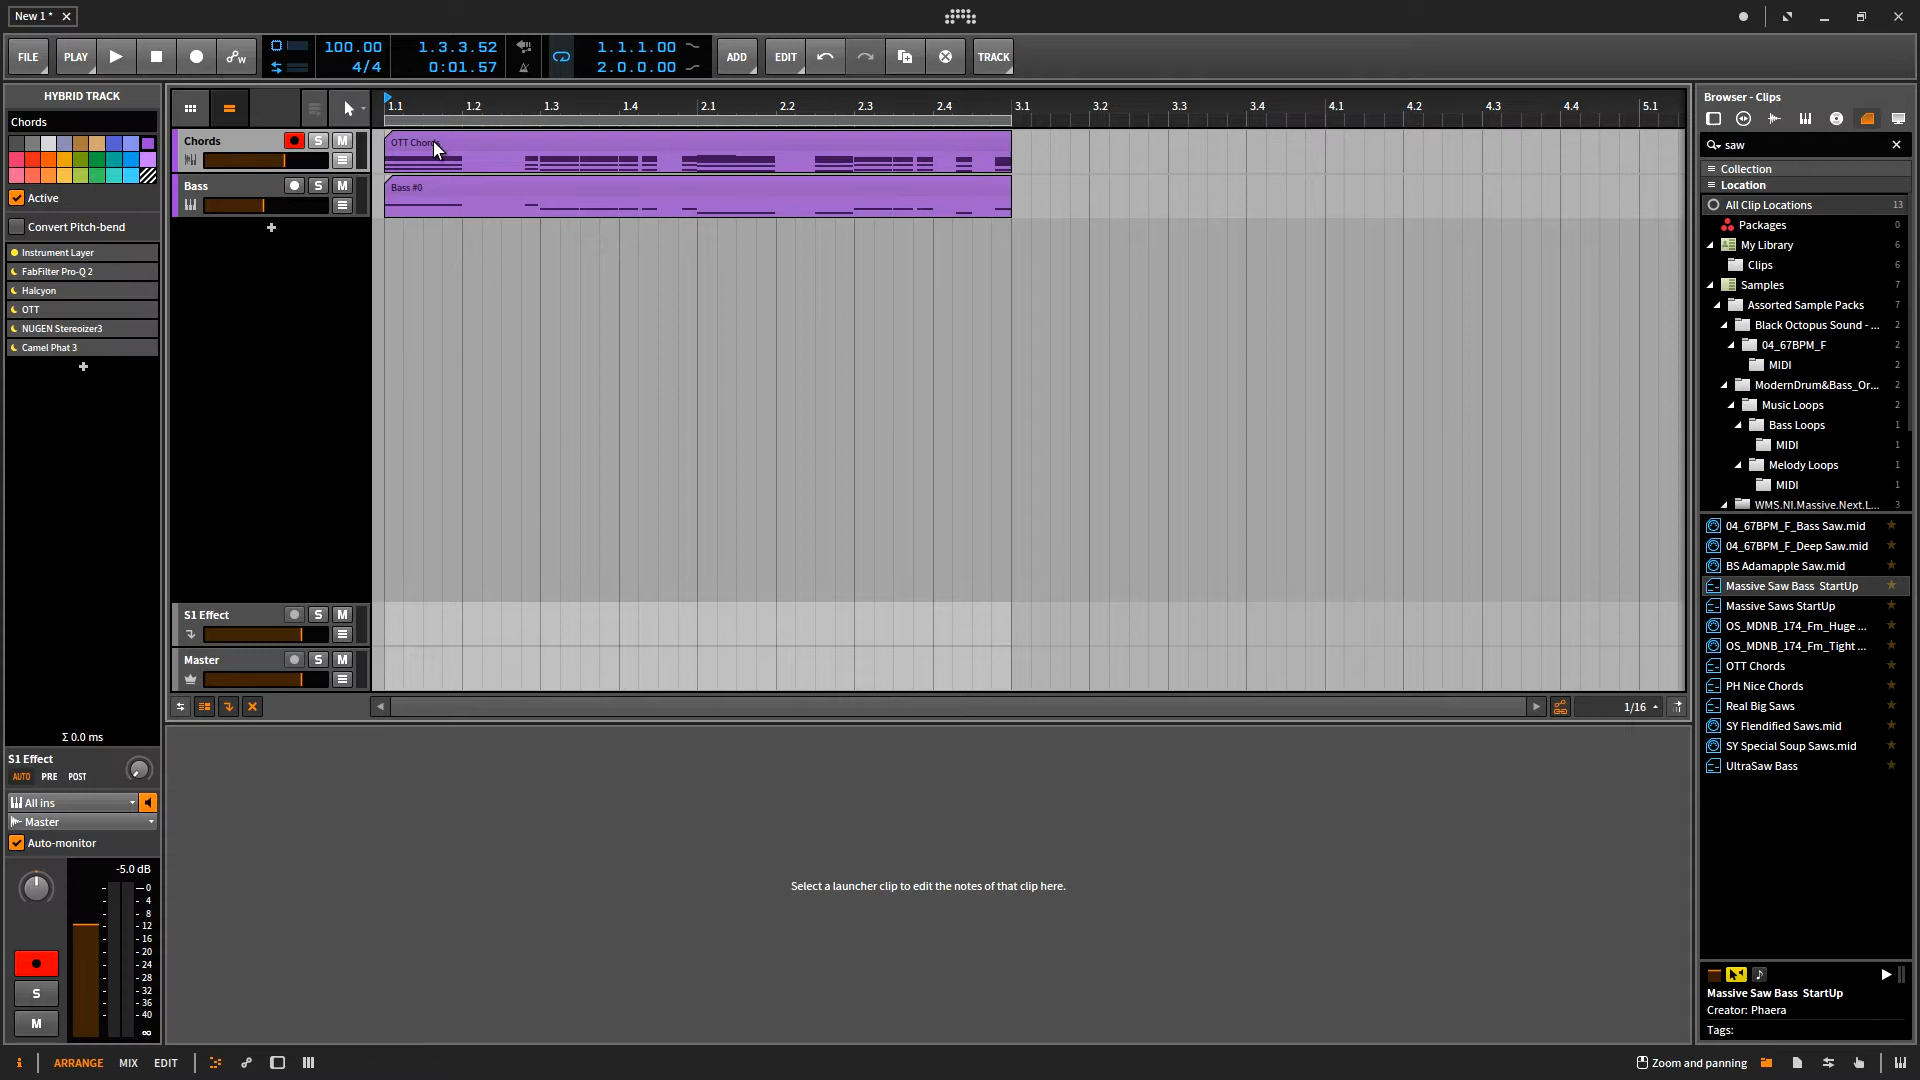 New 1 *
FILE
PLAY
100.00
4/4
1.3.3.52
0:01.57
1.1.1.00
2.0.0.00
ADD
EDIT
TRACK
HYBRID TRACK
Chords
Active
Convert Pitch-bend
Instrument Layer
FabFilter Pro-Q 2
Halcyon
OTT
NUGEN Stereoizer3
Camel Phat 3
Σ 0.0 ms
S1 Effect
AUTO PRE POST
All ins
Master
Auto-monitor
-5.0 dB
0
4
8
12
16
20
24
28
32
36
40
∞
S
M
1.1 1.2 1.3 1.4 2.1 2.2 2.3 2.4 3.1 3.2 3.3 3.4 4.1 4.2 4.3 4.4 5.1
Chords S M
OTT Chords
Bass S M
Bass #0
S1 Effect S M
Master S M
1/16
Select a launcher clip to edit the notes of that clip here.
Browser - Clips
saw
Collection
Location
All Clip Locations 13
Packages 0
My Library 6
Clips 6
Samples 7
Assorted Sample Packs 7
Black Octopus Sound - ... 2
04_67BPM_F 2
MIDI 2
ModernDrum&Bass_Or... 2
Music Loops 2
Bass Loops 1
MIDI 1
Melody Loops 1
MIDI 1
WMS.NI.Massive.Next.L... 3
04_67BPM_F_Bass Saw.mid
04_67BPM_F_Deep Saw.mid
BS Adamapple Saw.mid
Massive Saw Bass StartUp
Massive Saws StartUp
OS_MDNB_174_Fm_Huge ...
OS_MDNB_174_Fm_Tight ...
OTT Chords
PH Nice Chords
Real Big Saws
SY Flendified Saws.mid
SY Special Soup Saws.mid
UltraSaw Bass
Massive Saw Bass StartUp
Creator: Phaera
Tags:
i ARRANGE MIX EDIT
Zoom and panning